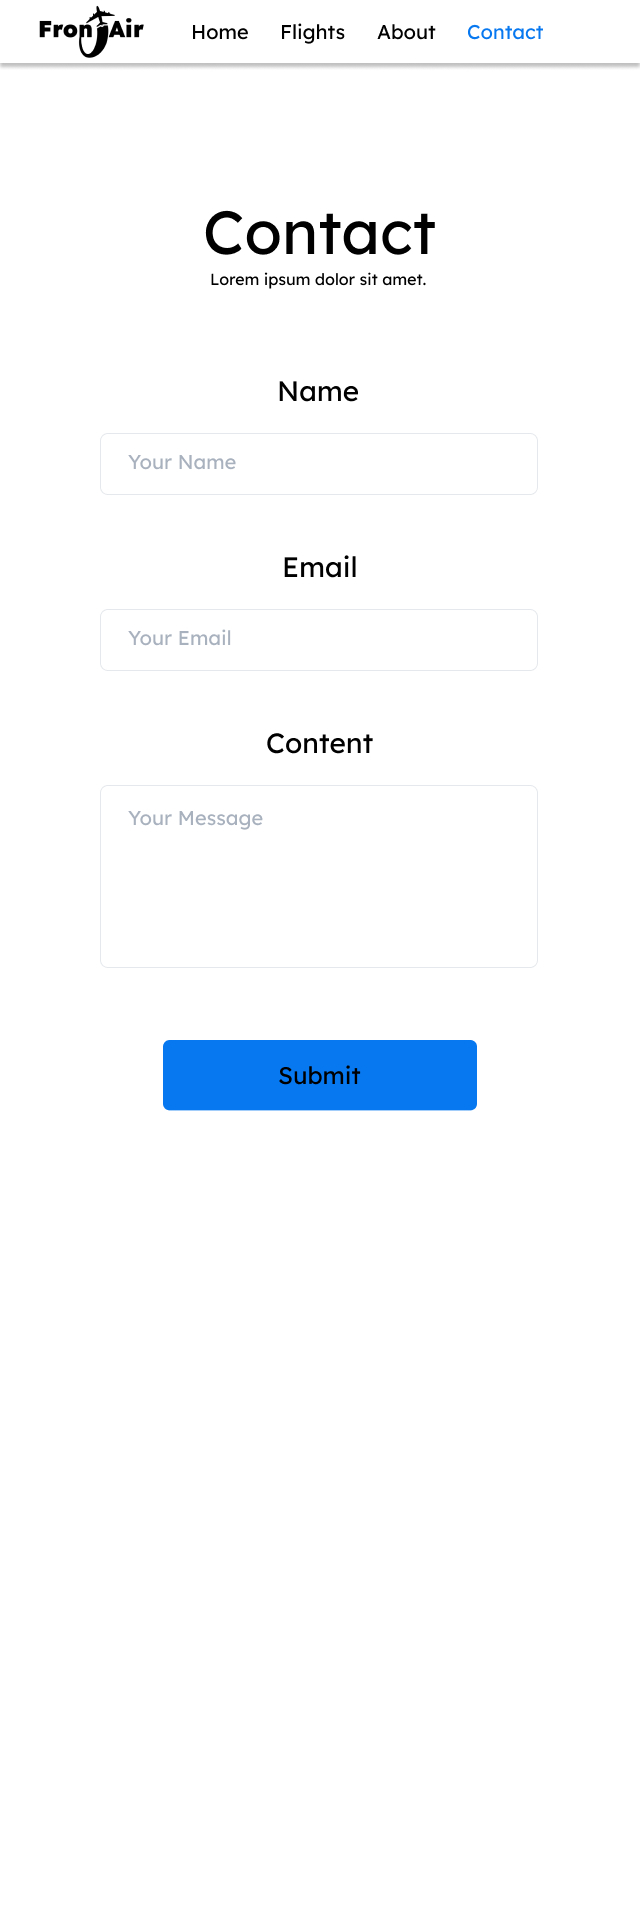 FrontAir Home Flights About Contact
Contact
Lorem ipsum dolor sit amet.
Name
Your Name
Email
Your Email
Content
Your Message
Submit